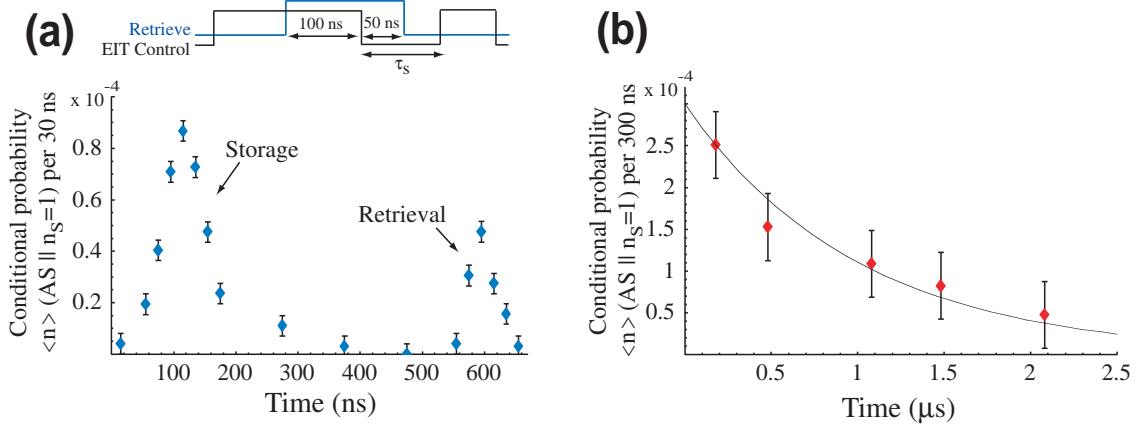 (a)
Retrieve
EIT Control
100 ns
50 ns
τs
x 10⁻⁴
Conditional probability
<n> (AS || nS=1) per 30 ns
1
0.8
0.6
0.4
0.2
Storage
Retrieval
100 200 300 400 500 600
Time (ns)
(b)
x 10⁻⁴
Conditional probability
<n> (AS || nS=1) per 300 ns
2.5
2
1.5
1
0.5
0.5 1 1.5 2 2.5
Time (μs)